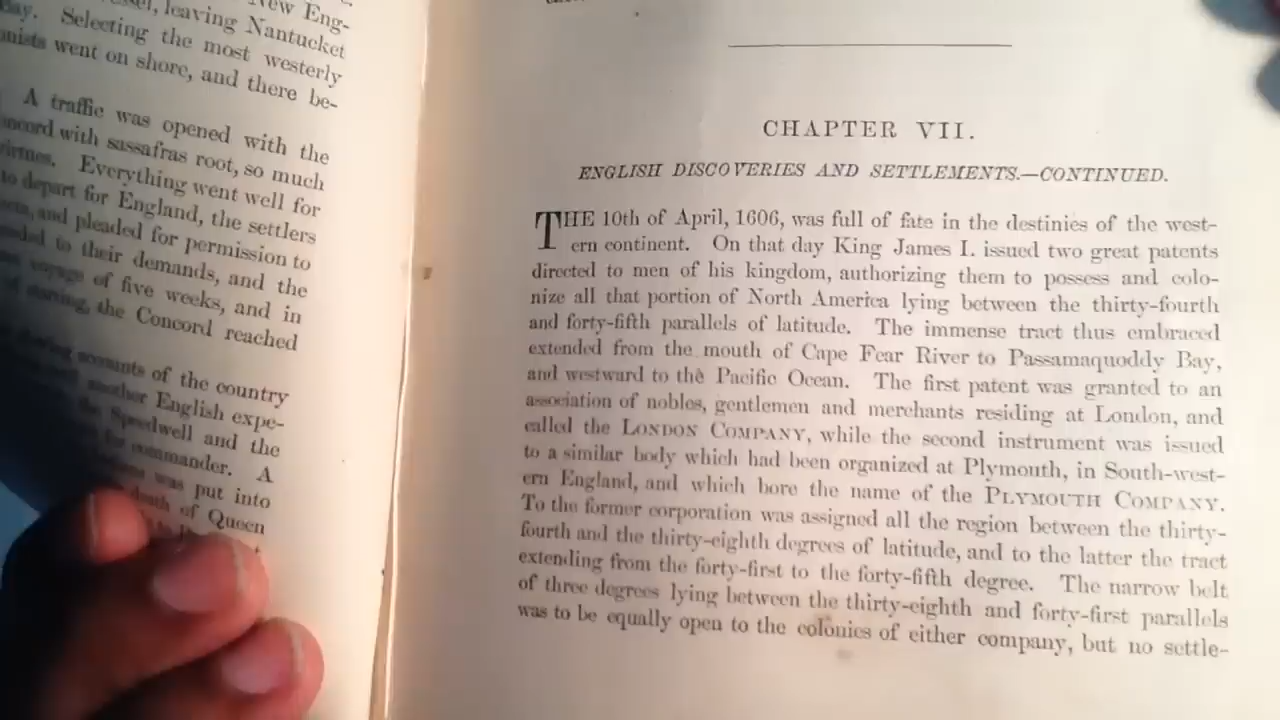 New Eng-
leaving Nantucket
Selecting the most westerly
went on shore, and there be-
A traffic was opened with the
with sassafras root, so much
Everything went well for
to depart for England, the settlers
and pleaded for permission to
to their demands, and the
voyage of five weeks, and in
the Concord reached
accounts of the country
another English expe-
the Speedwell and the
commander. A
was put into
death of Queen
CHAPTER VII.
ENGLISH DISCOVERIES AND SETTLEMENTS.—CONTINUED.
THE 10th of April, 1606, was full of fate in the destinies of the west-
ern continent. On that day King James I. issued two great patents
directed to men of his kingdom, authorizing them to possess and colo-
nize all that portion of North America lying between the thirty-fourth
and forty-fifth parallels of latitude. The immense tract thus embraced
extended from the mouth of Cape Fear River to Passamaquoddy Bay,
and westward to the Pacific Ocean. The first patent was granted to an
association of nobles, gentlemen and merchants residing at London, and
called the LONDON COMPANY, while the second instrument was issued
to a similar body which had been organized at Plymouth, in South-west-
ern England, and which bore the name of the PLYMOUTH COMPANY.
To the former corporation was assigned all the region between the thirty-
fourth and the thirty-eighth degrees of latitude, and to the latter the tract
extending from the forty-first to the forty-fifth degree. The narrow belt
of three degrees lying between the thirty-eighth and forty-first parallels
was to be equally open to the colonies of either company, but no settle-